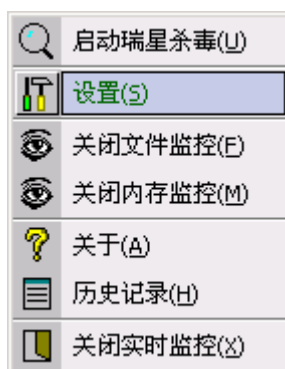 启动瑞星杀毒(U)
设置(S)
关闭文件监控(F)
关闭内存监控(M)
关于(A)
历史记录(H)
关闭实时监控(X)